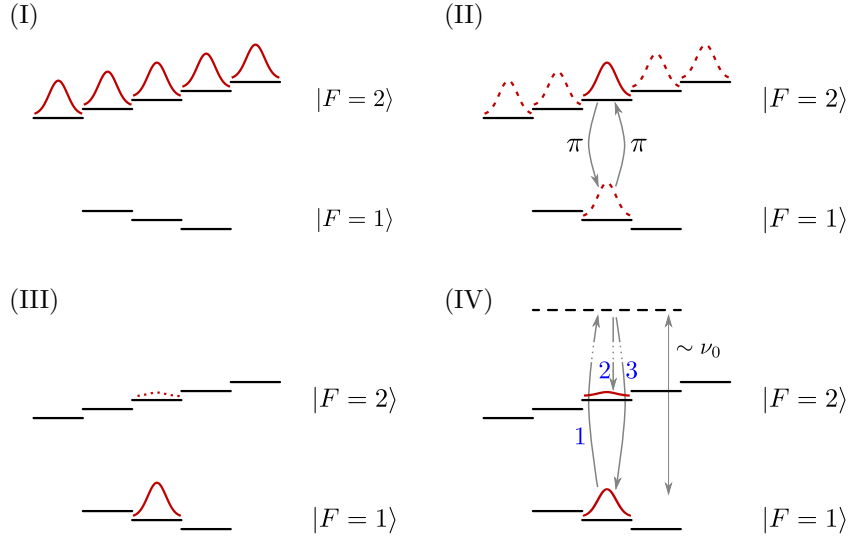 (I)
|F = 2⟩
|F = 1⟩
(II)
|F = 2⟩
π
π
|F = 1⟩
(III)
|F = 2⟩
|F = 1⟩
(IV)
∼ ν₀
2
3
|F = 2⟩
1
|F = 1⟩